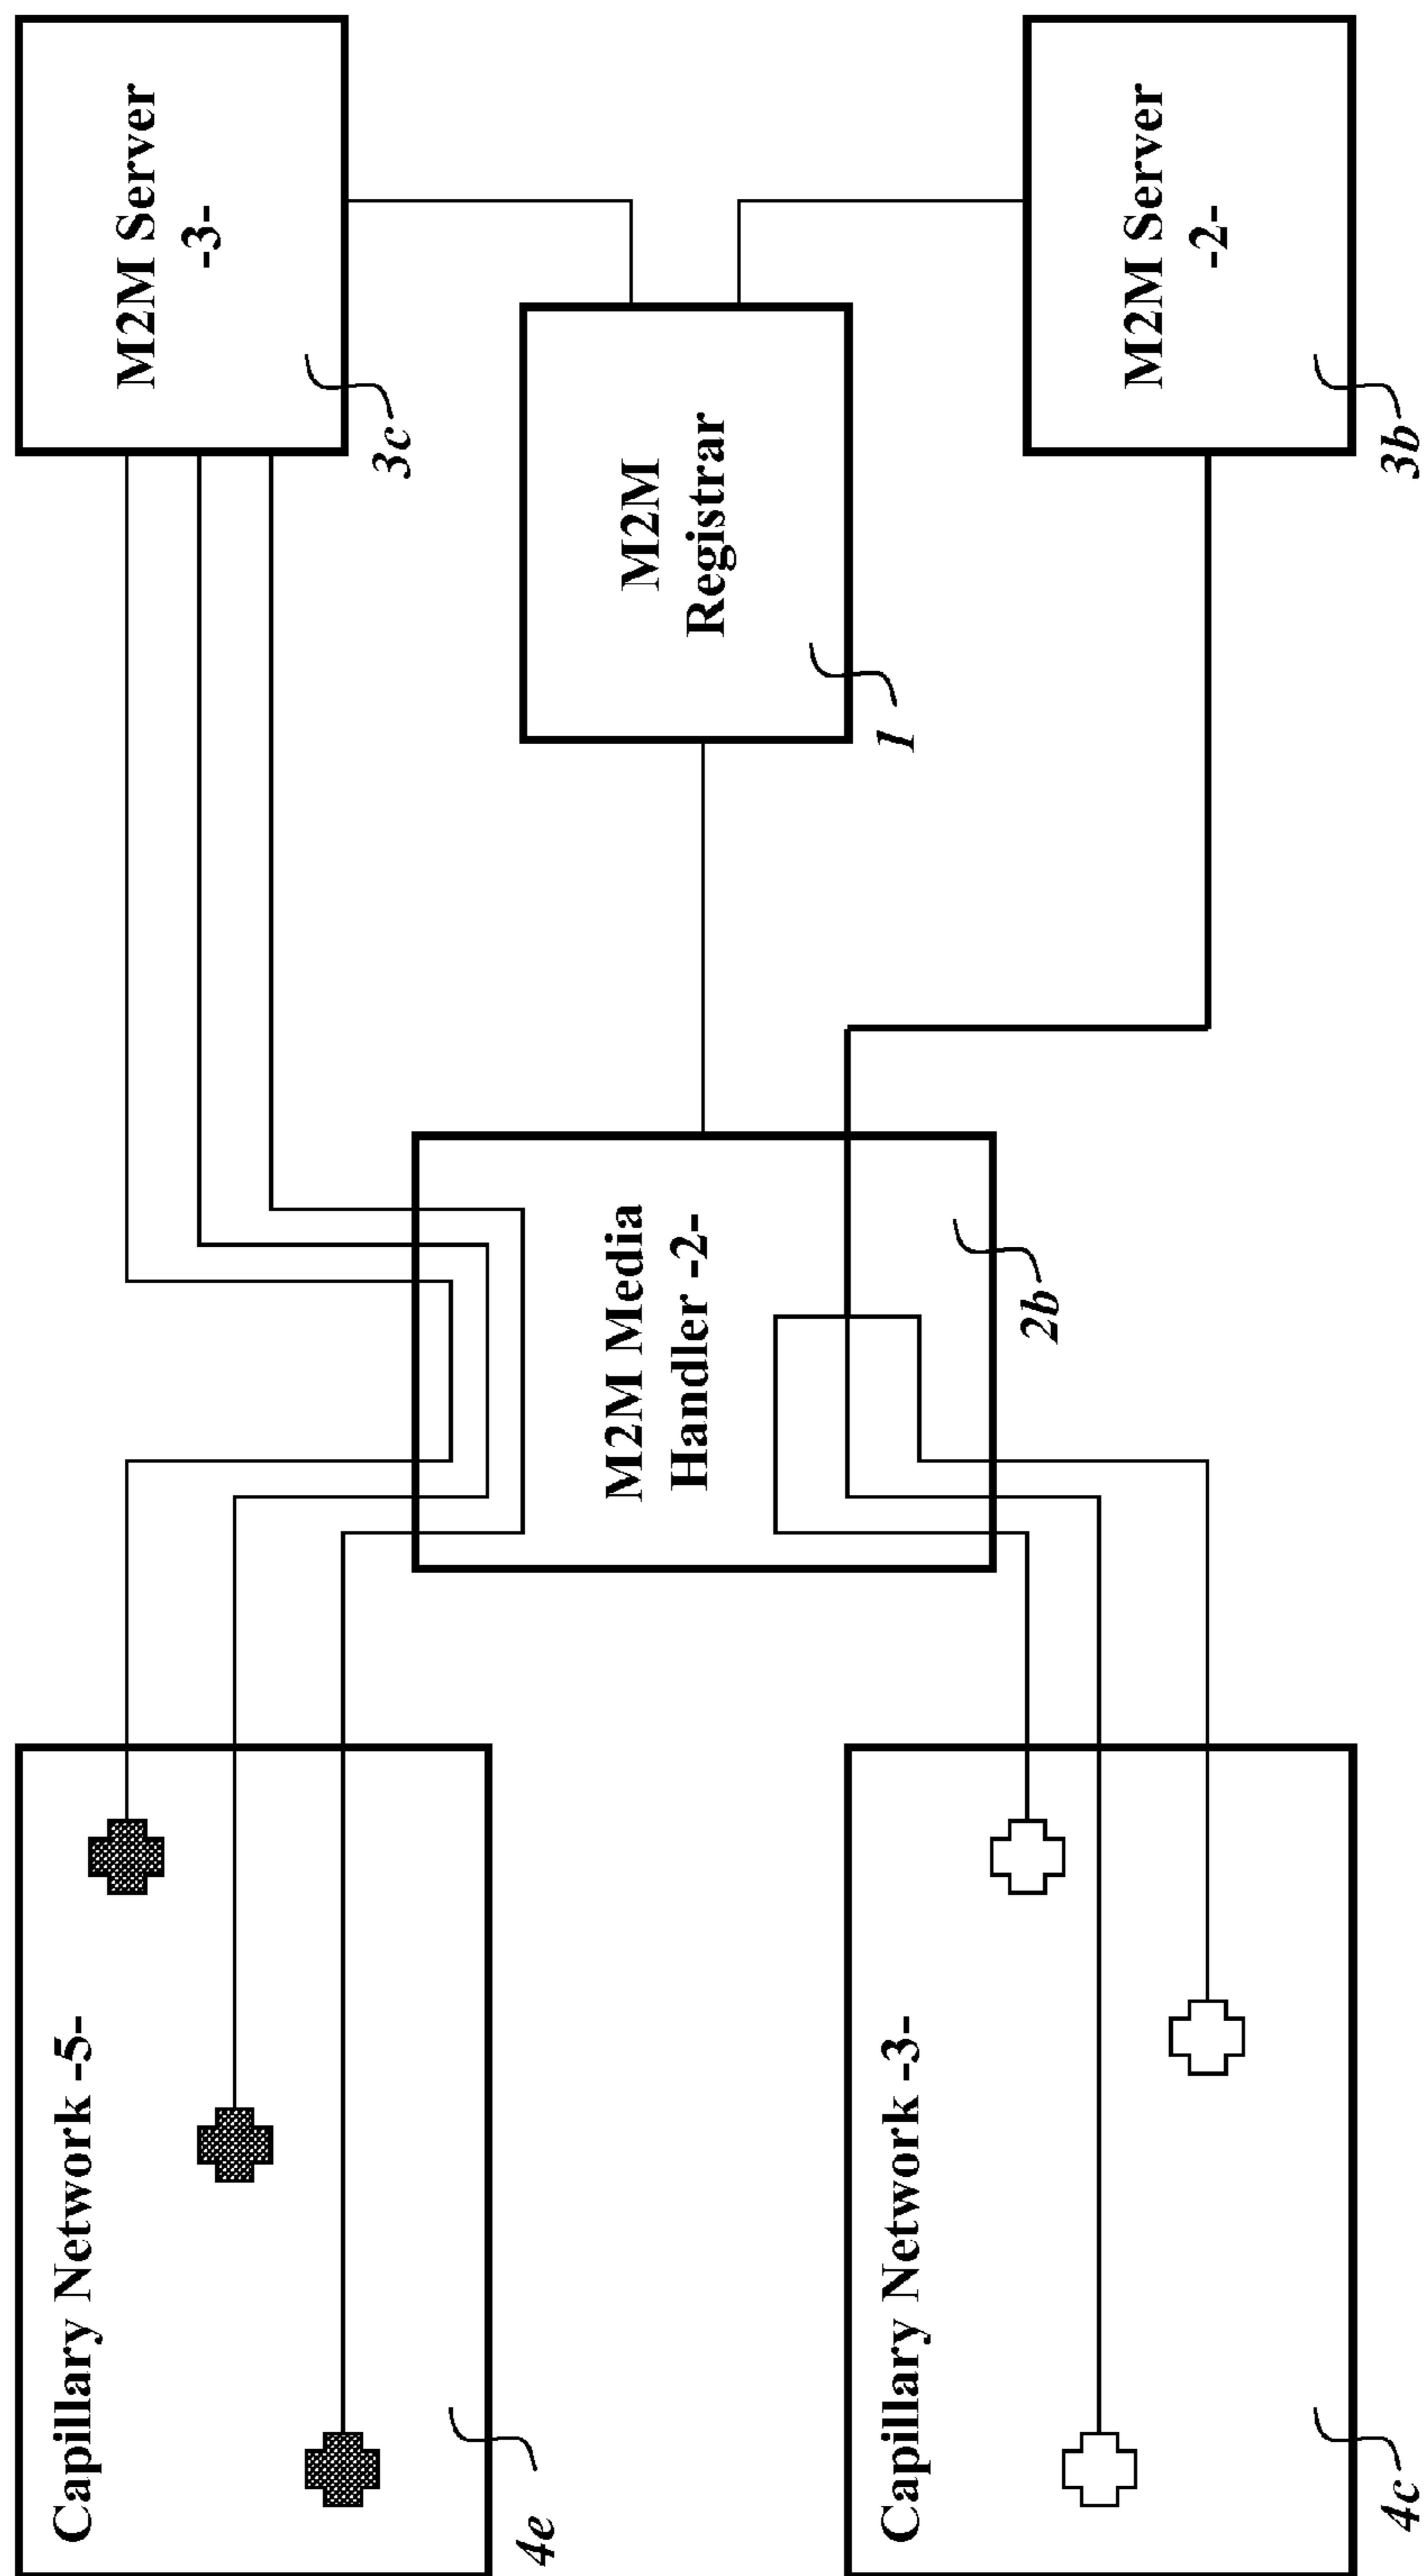 Capillary Network -5-
4e
M2M Server
-3-
3c
M2M Media
Handler -2-
2b
M2M
Registrar
1
Capillary Network -3-
4c
M2M Server
-2-
3b